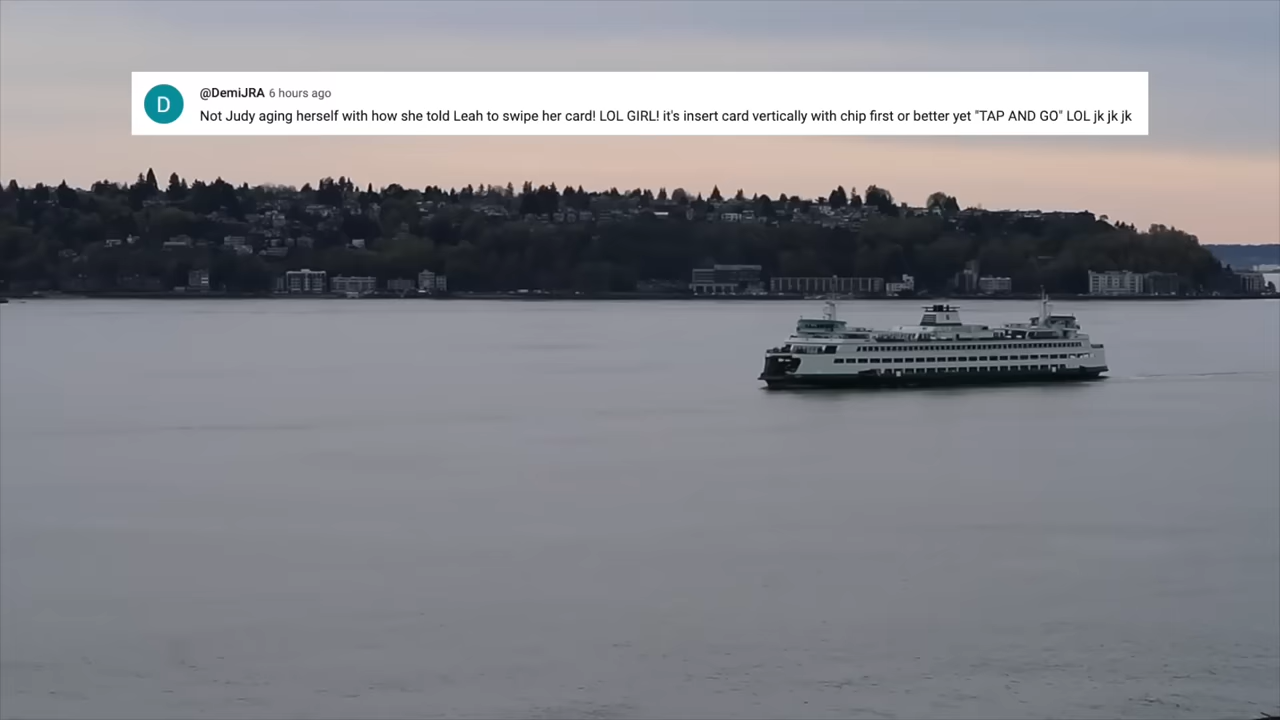 D
@DemiJRA 6 hours ago
Not Judy aging herself with how she told Leah to swipe her card! LOL GIRL! it's insert card vertically with chip first or better yet "TAP AND GO" LOL jk jk jk